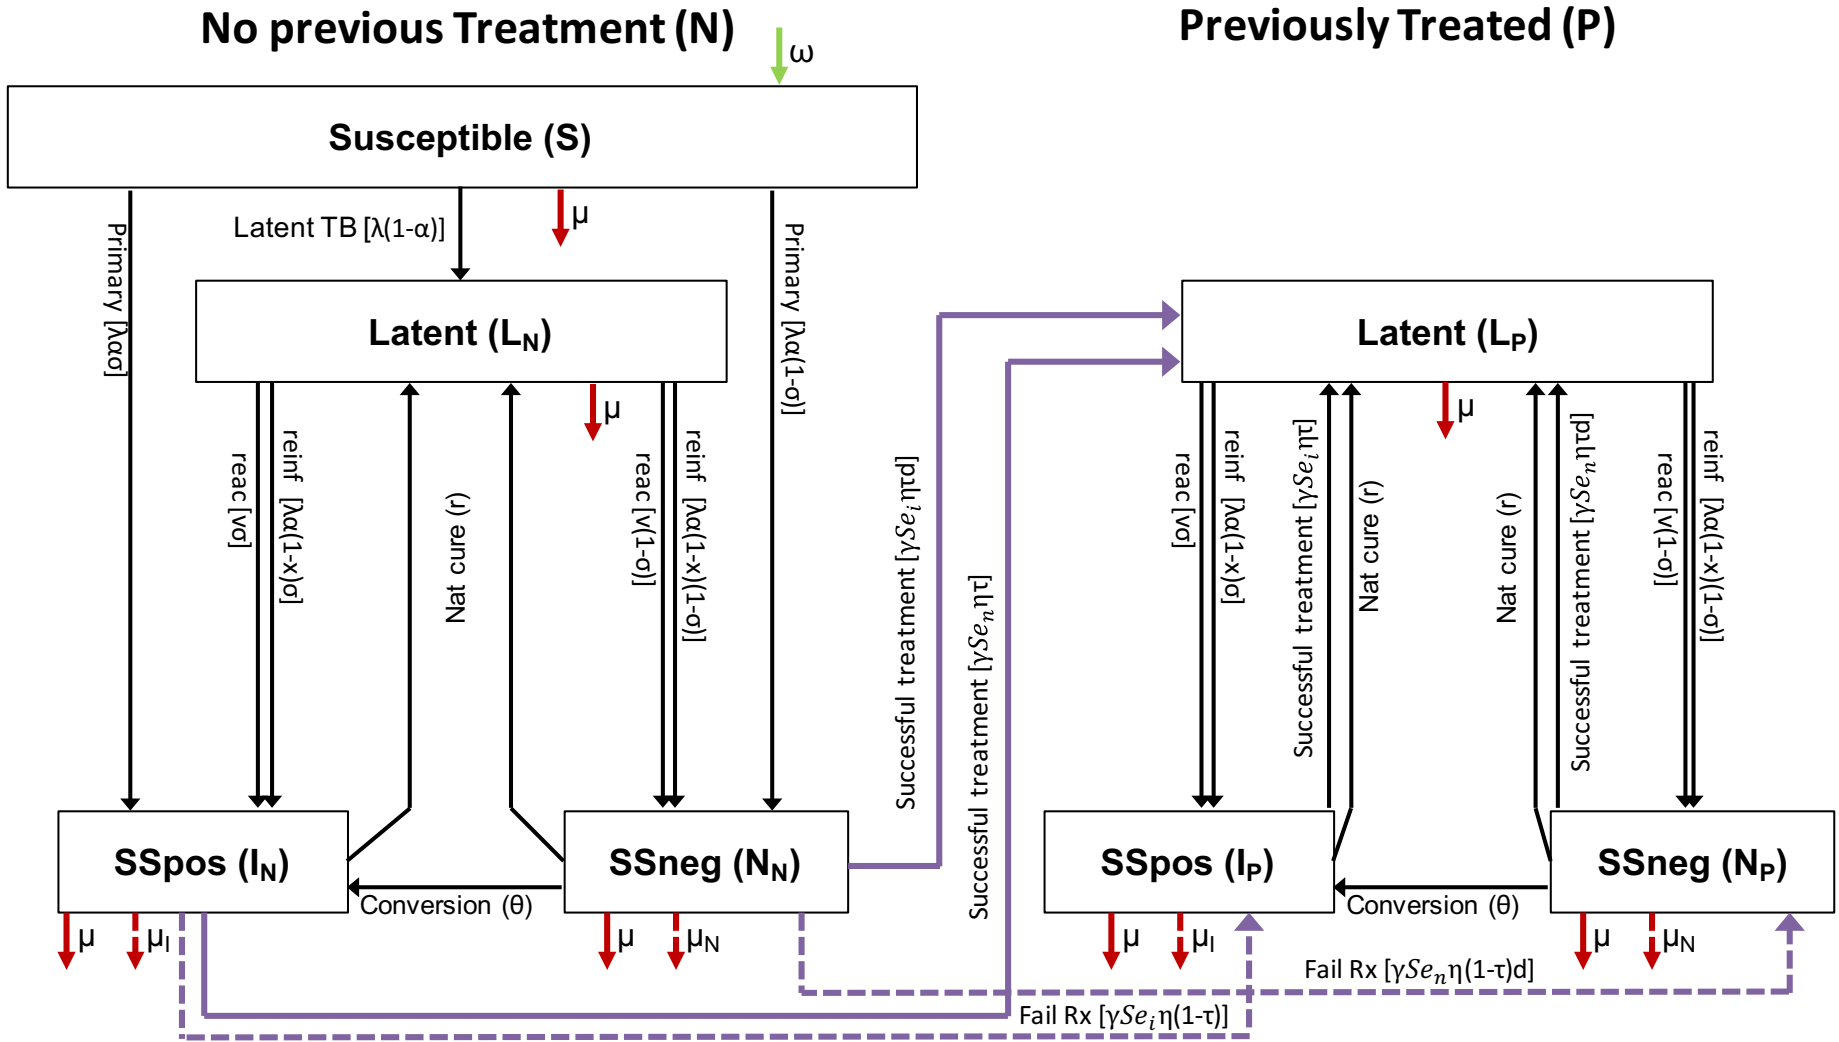 No previous Treatment (N)
Previously Treated (P)
ω
Susceptible (S)
Primary [λασ]
Latent TB [λ(1-α)]
μ
Primary [λα(1-σ)]
Latent (L_N)
Latent (L_P)
reac [vσ]
reinf [λα(1-x)σ]
Nat cure (r)
μ
reac [v(1-σ)]
reinf [λα(1-x)(1-σ)]
Successful treatment [γSe_iητd]
Successful treatment [γSe_nητ]
reac [vσ]
reinf [λα(1-x)σ]
Successful treatment [γSe_iητ]
Nat cure (r)
μ
Nat cure (r)
Successful treatment [γSe_nητd]
reac [v(1-σ)]
reinf [λα(1-x)(1-σ)]
SSpos (I_N)
Conversion (θ)
SSneg (N_N)
SSpos (I_P)
Conversion (θ)
SSneg (N_P)
μ
μ_I
μ
μ_N
μ
μ_I
μ
μ_N
Fail Rx [γSe_nη(1-τ)d]
Fail Rx [γSe_iη(1-τ)]